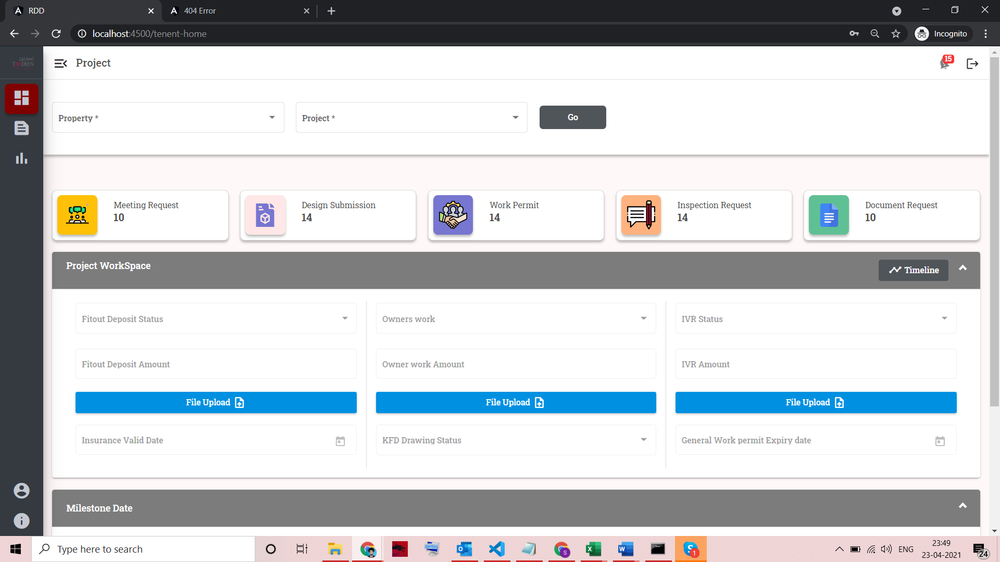 RDD
404 Error
localhost:4500/tenent-home
Incognito
تمدين
TAMDEEN
Project
15
Property *
Project *
Go
Meeting Request
10
Design Submission
14
Work Permit
14
Inspection Request
14
Document Request
10
Project WorkSpace
Timeline
Fitout Deposit Status
Owners work
IVR Status
Fitout Deposit Amount
Owner work Amount
IVR Amount
File Upload
File Upload
File Upload
Insurance Valid Date
KFD Drawing Status
General Work permit Expiry date
Milestone Date
Type here to search
S
1
ENG
23:49
23-04-2021
24